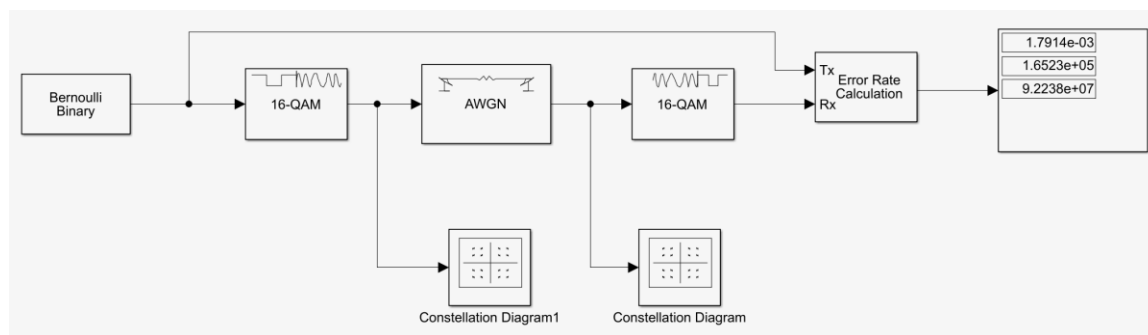 Bernoulli
Binary
16-QAM
AWGN
16-QAM
Tx
Rx
Error Rate
Calculation
1.7914e-03
1.6523e+05
9.2238e+07
Constellation Diagram1
Constellation Diagram